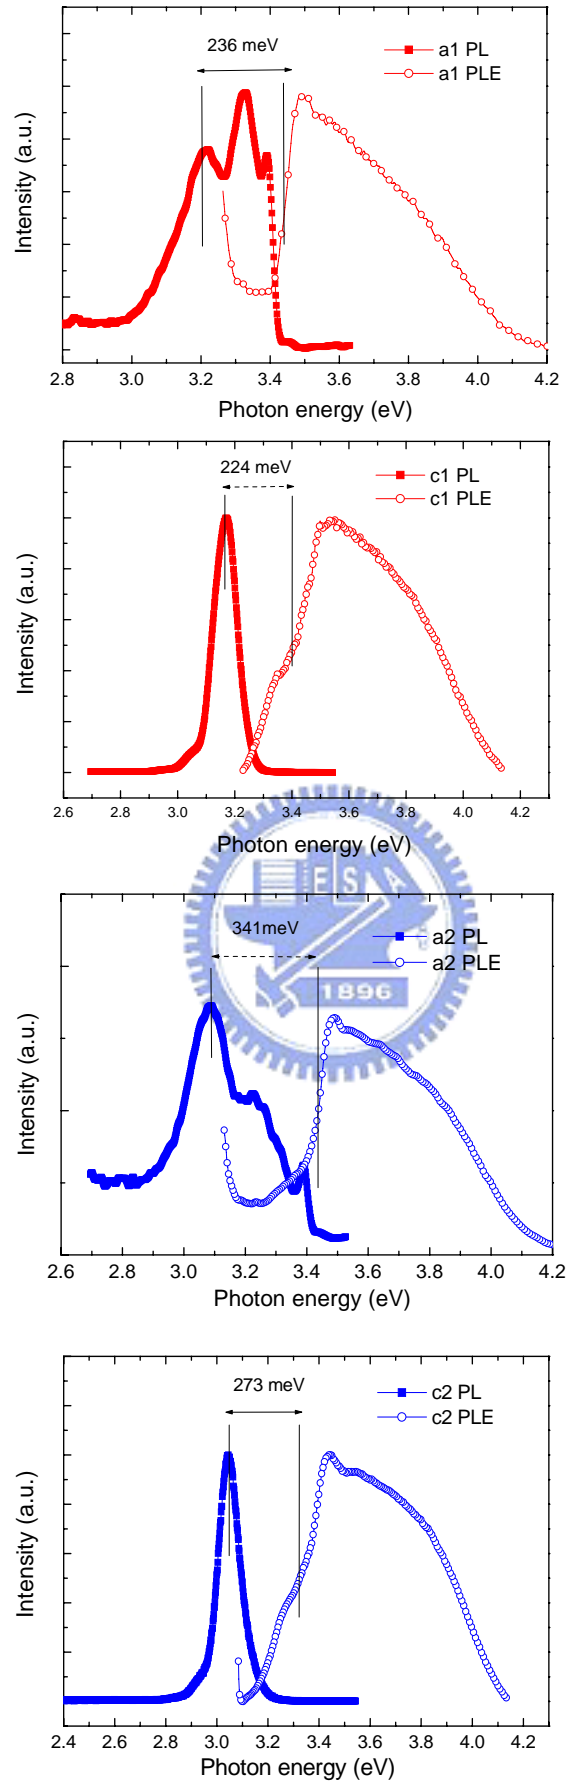 236 meV
a1 PL
a1 PLE
Intensity (a.u.)
2.8 3.0 3.2 3.4 3.6 3.8 4.0 4.2
Photon energy (eV)
224 meV
c1 PL
c1 PLE
Intensity (a.u.)
2.6 2.8 3.0 3.2 3.4 3.6 3.8 4.0 4.2
Photon energy (eV)
E S A
341meV
a2 PL
a2 PLE
1896
Intensity (a.u.)
2.6 2.8 3.0 3.2 3.4 3.6 3.8 4.0 4.2
Photon energy (eV)
273 meV
c2 PL
c2 PLE
Intensity (a.u.)
2.4 2.6 2.8 3.0 3.2 3.4 3.6 3.8 4.0 4.2
Photon energy (eV)